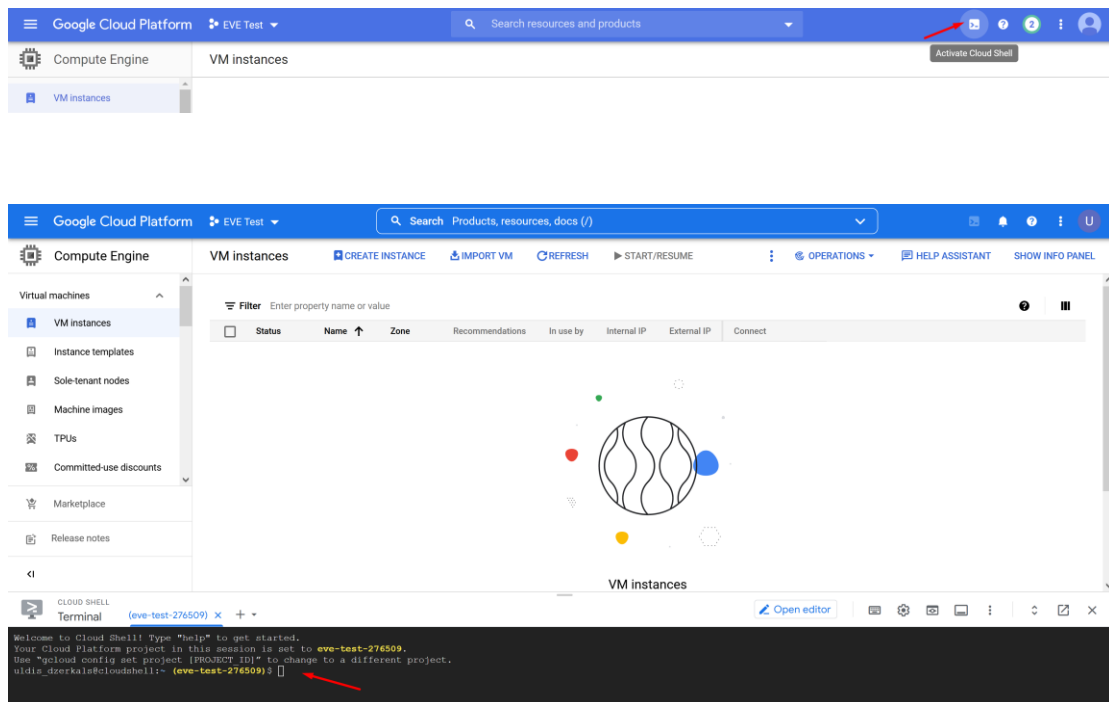 Google Cloud Platform EVE Test Search resources and products 2
Activate Cloud Shell
Compute Engine VM instances
VM instances
Google Cloud Platform EVE Test Search Products, resources, docs (/) U
Compute Engine VM instances CREATE INSTANCE IMPORT VM REFRESH START/RESUME OPERATIONS HELP ASSISTANT SHOW INFO PANEL
Virtual machines
Filter Enter property name or value
VM instances
Status Name Zone Recommendations In use by Internal IP External IP Connect
Instance templates
Sole-tenant nodes
Machine images
TPUs
Committed-use discounts
Marketplace
Release notes
VM instances
CLOUD SHELL
Terminal (eve-test-276509) × + Open editor
Welcome to Cloud Shell! Type "help" to get started.
Your Cloud Platform project in this session is set to eve-test-276509.
Use "gcloud config set project [PROJECT_ID]" to change to a different project.
uldis_dzerkals@cloudshell:~ (eve-test-276509)$